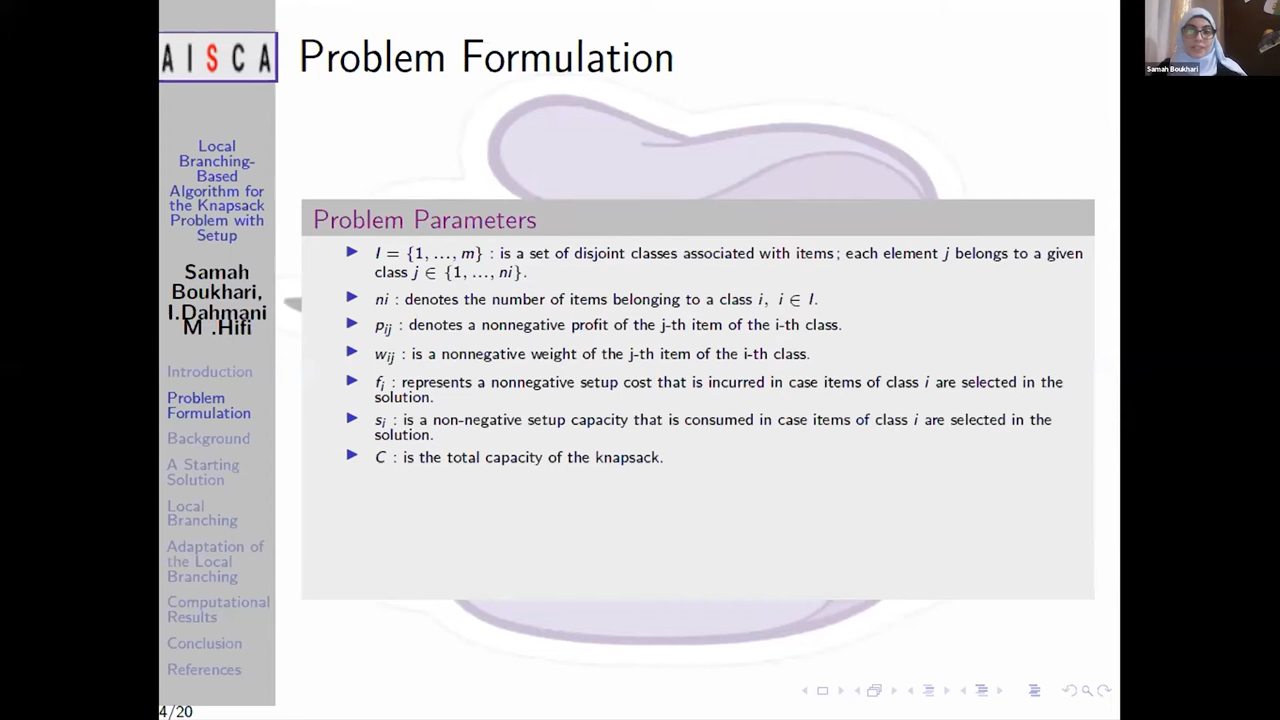 AISCA
Problem Formulation
Samah Boukhari
Local
Branching-
Based
Algorithm for
the Knapsack
Problem with
Setup
Samah
Boukhari,
I.Dahmani
M .Hifi
Introduction
Problem
Formulation
Background
A Starting
Solution
Local
Branching
Adaptation of
the Local
Branching
Computational
Results
Conclusion
References
4/20
Problem Parameters
I = {1, ..., m} : is a set of disjoint classes associated with items; each element j belongs to a given
class j ∈ {1, ..., ni}.
ni : denotes the number of items belonging to a class i, i ∈ I.
p_ij : denotes a nonnegative profit of the j-th item of the i-th class.
w_ij : is a nonnegative weight of the j-th item of the i-th class.
f_i : represents a nonnegative setup cost that is incurred in case items of class i are selected in the
solution.
s_i : is a non-negative setup capacity that is consumed in case items of class i are selected in the
solution.
C : is the total capacity of the knapsack.